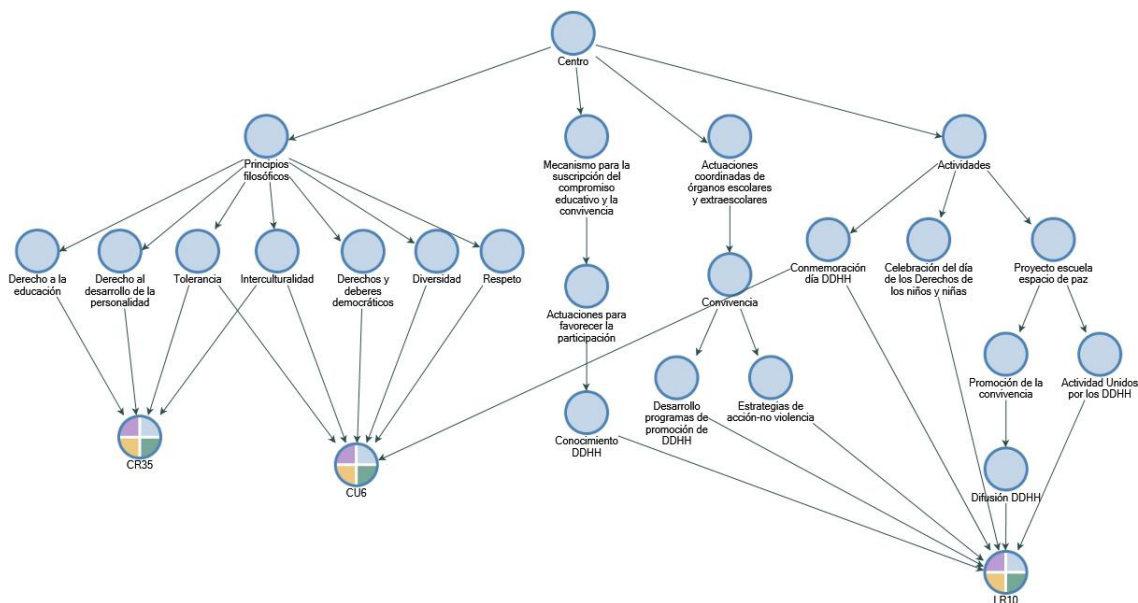 Centro
Principios
filosóficos
Mecanismo para la
suscripción del
compromiso
educativo y la
convivencia
Actuaciones
coordinadas de
órganos escolares
y extraescolares
Actividades
Derecho a la
educación
Derecho al
desarrollo de la
personalidad
Tolerancia
Interculturalidad
Derechos y
deberes
democráticos
Diversidad
Respeto
Actuaciones para
favorecer la
participación
Convivencia
Conmemoración
día DDHH
Celebración del día
de los Derechos de
los niños y niñas
Proyecto escuela
espacio de paz
Conocimiento
DDHH
Desarrollo
programas de
promoción de
DDHH
Estrategias de
acción-no violencia
Promoción de la
convivencia
Actividad Unidos
por los DDHH
Difusión DDHH
CR35
CU6
LR10